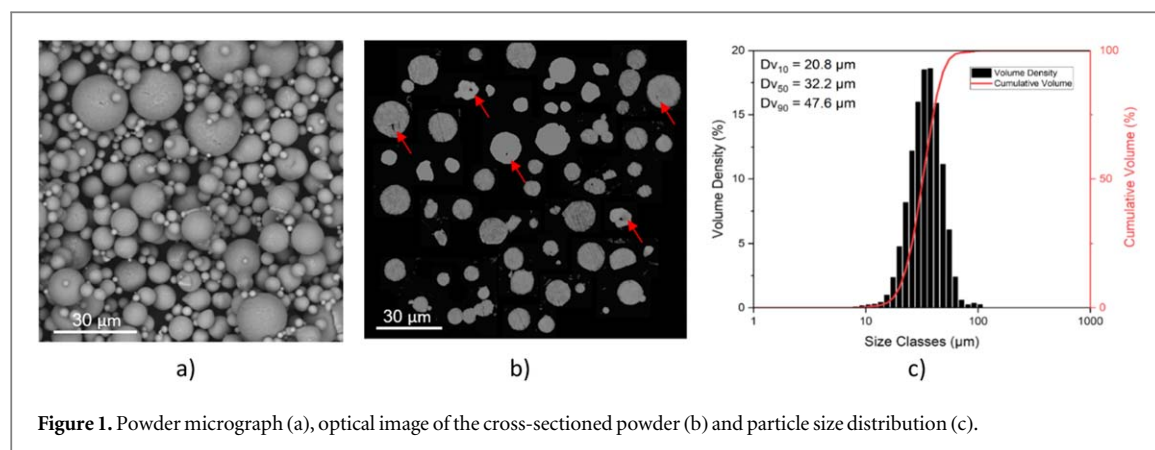 30 µm
a)
30 µm
b)
Dv10 = 20.8 µm
Dv50 = 32.2 µm
Dv90 = 47.6 µm
Volume Density
Cumulative Volume
20
15
10
5
0
Volume Density (%)
100
50
0
Cumulative Volume (%)
1
10
100
1000
Size Classes (µm)
c)
Figure 1. Powder micrograph (a), optical image of the cross-sectioned powder (b) and particle size distribution (c).